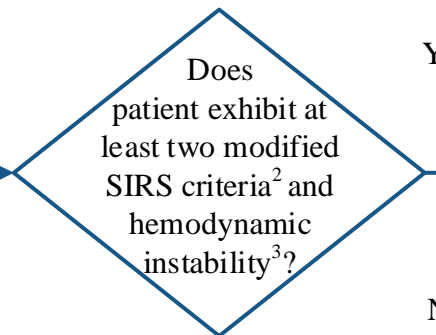 Y
Does
patient exhibit at
least two modified
SIRS criteria² and
hemodynamic
instability³?
N